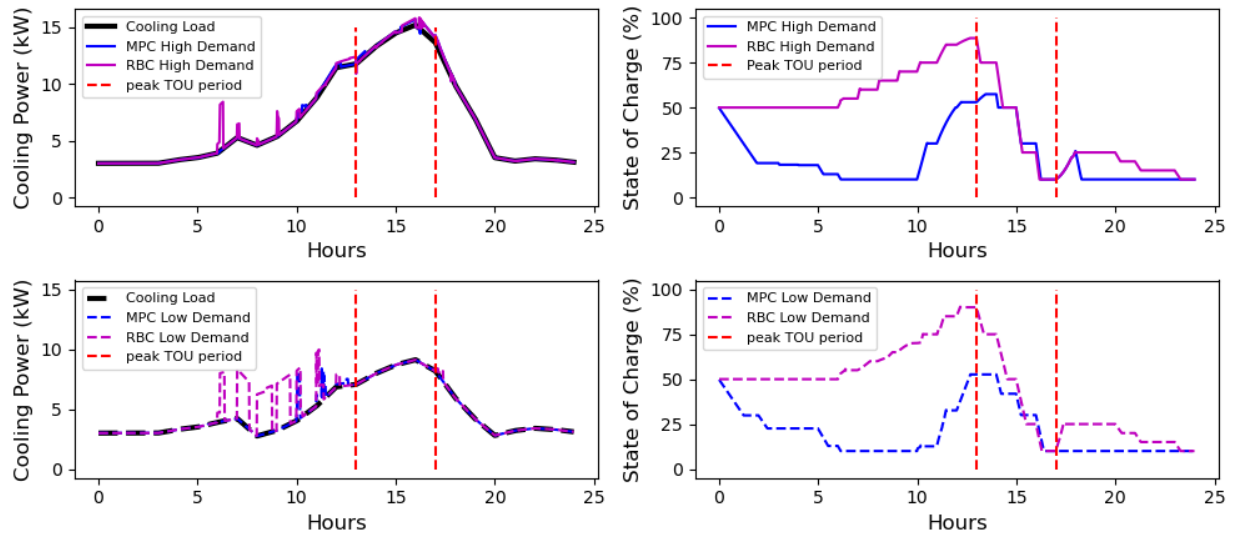 Cooling Power (kW)
15
10
5
0
Cooling Load
MPC High Demand
RBC High Demand
peak TOU period
0 5 10 15 20 25
Hours
State of Charge (%)
100
75
50
25
0
MPC High Demand
RBC High Demand
Peak TOU period
0 5 10 15 20 25
Hours
Cooling Power (kW)
15
10
5
0
Cooling Load
MPC Low Demand
RBC Low Demand
peak TOU period
0 5 10 15 20 25
Hours
State of Charge (%)
100
75
50
25
0
MPC Low Demand
RBC Low Demand
peak TOU period
0 5 10 15 20 25
Hours